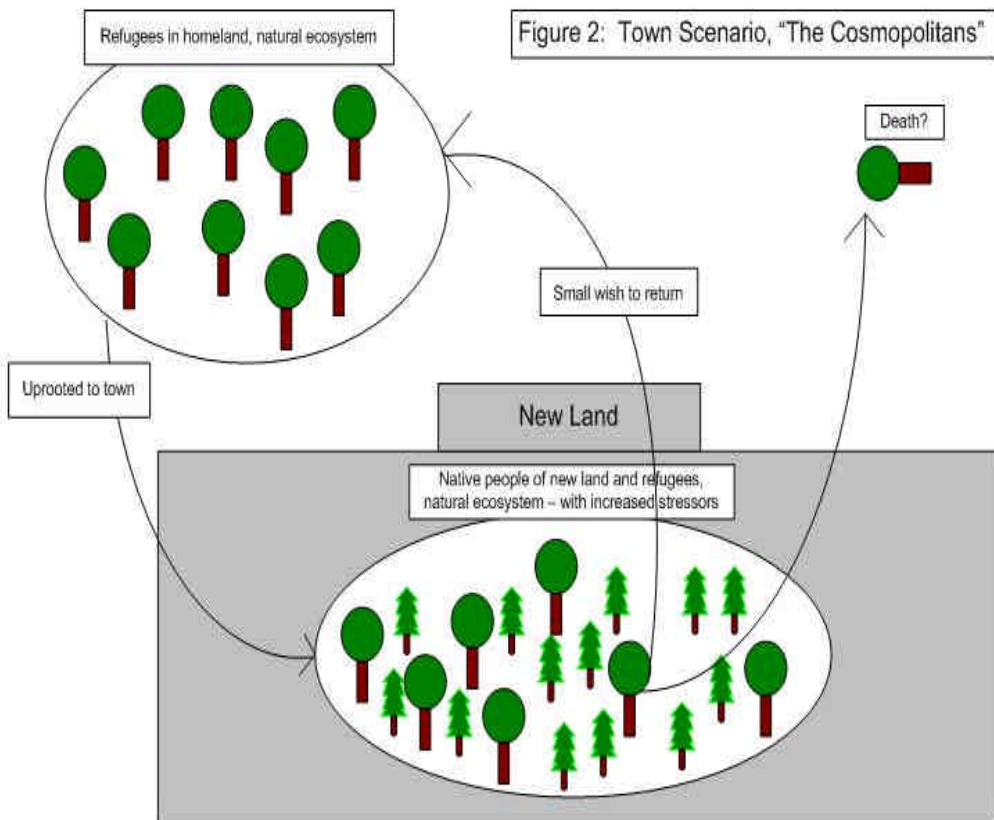 Refugees in homeland, natural ecosystem
Figure 2: Town Scenario, “The Cosmopolitans”
Death?
Small wish to return
Uprooted to town
New Land
Native people of new land and refugees,
natural ecosystem – with increased stressors